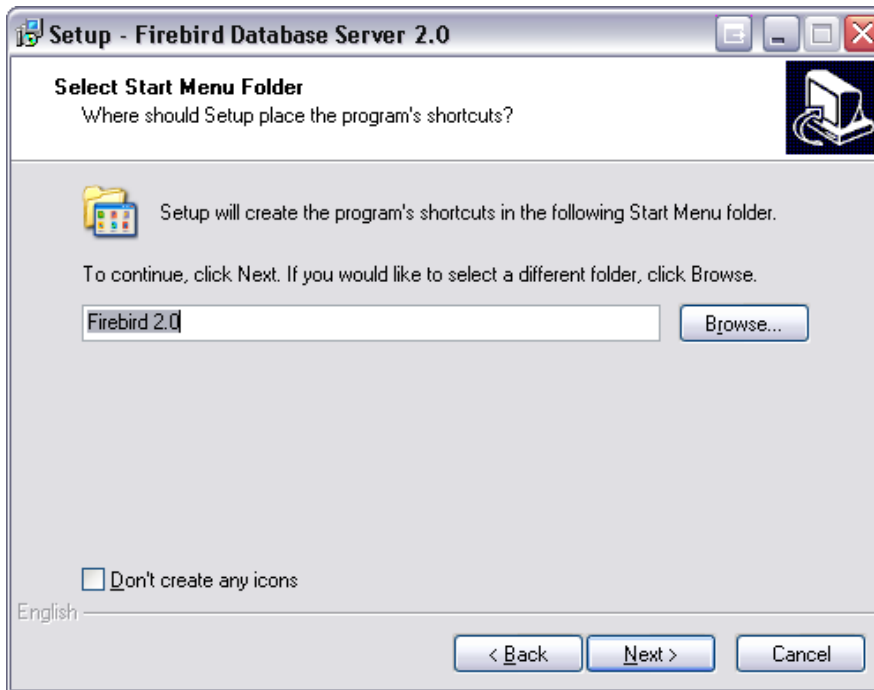 Setup - Firebird Database Server 2.0
Select Start Menu Folder
Where should Setup place the program's shortcuts?
Setup will create the program's shortcuts in the following Start Menu folder.
To continue, click Next. If you would like to select a different folder, click Browse.
Firebird 2.0
Browse...
Don't create any icons
English
< Back
Next >
Cancel